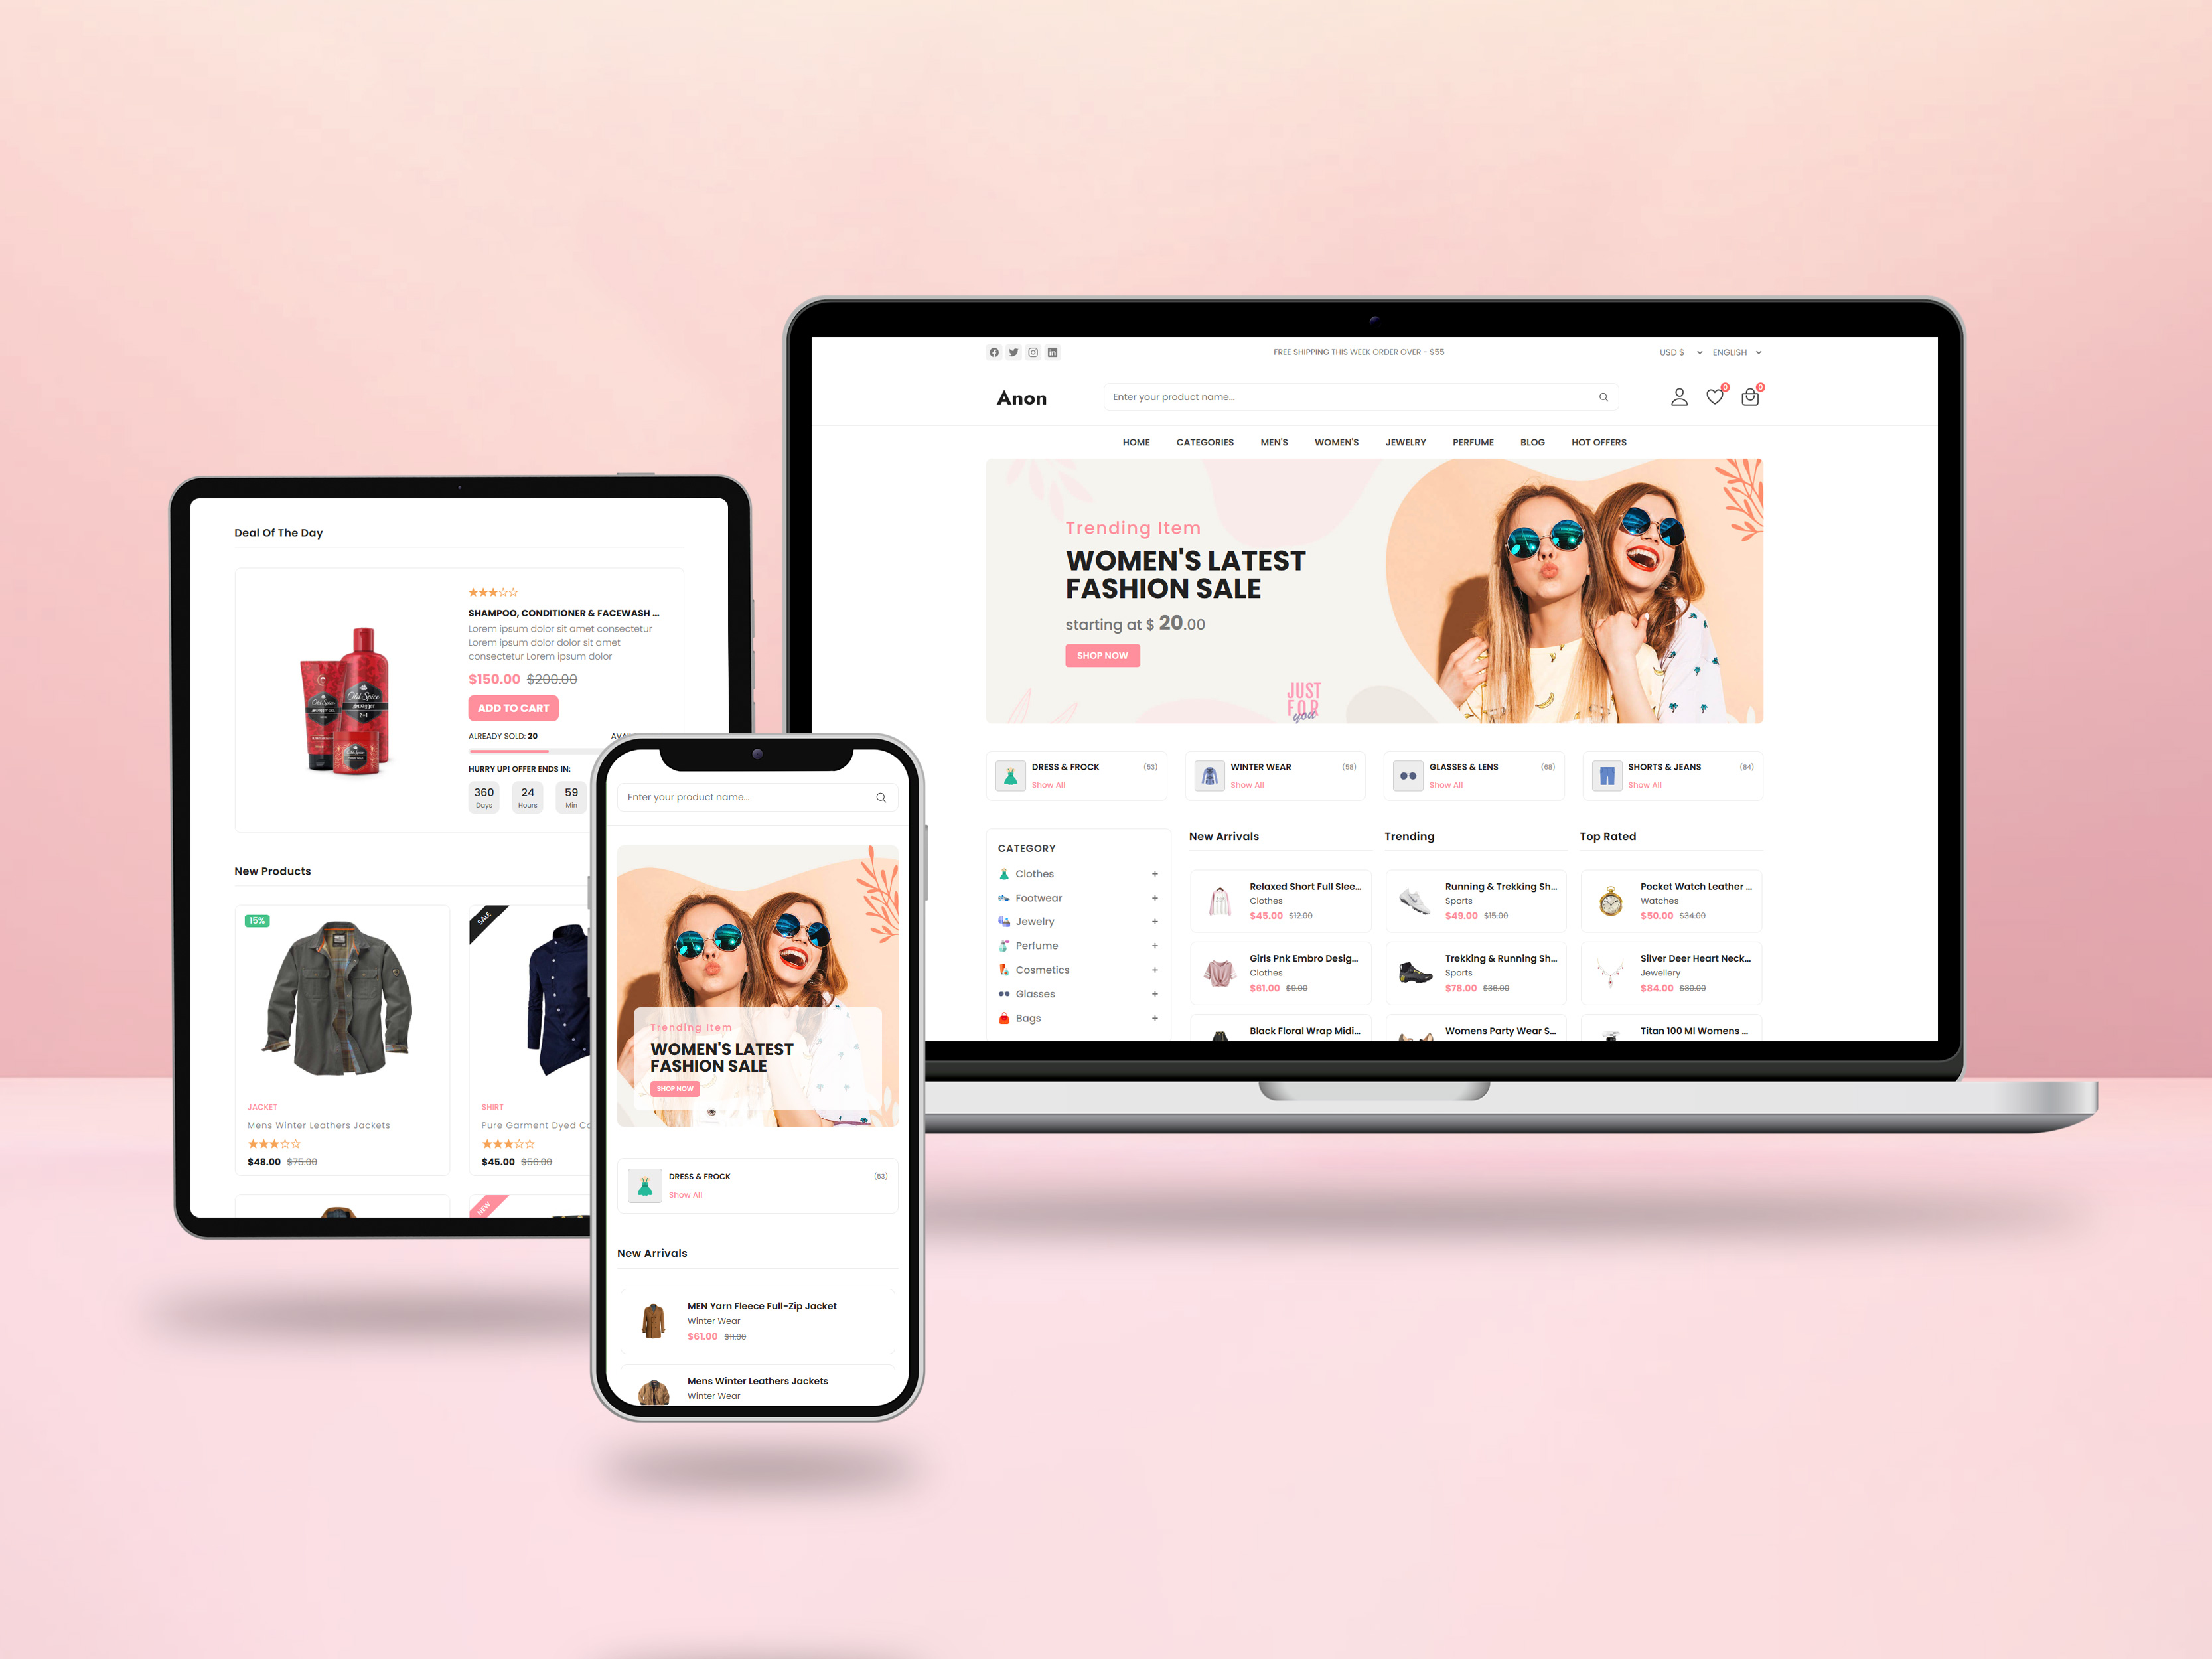 FREE SHIPPING THIS WEEK ORDER OVER - $55
USD $
ENGLISH
Anon
Enter your product name...
0
0
HOME
CATEGORIES
MEN'S
WOMEN'S
JEWELRY
PERFUME
BLOG
HOT OFFERS
Trending Item
WOMEN'S LATEST
FASHION SALE
starting at $ 20.00
SHOP NOW
JUST
FOR
you
DRESS & FROCK
(53)
Show All
WINTER WEAR
(58)
Show All
GLASSES & LENS
(68)
Show All
SHORTS & JEANS
(84)
Show All
CATEGORY
Clothes +
Footwear +
Jewelry +
Perfume +
Cosmetics +
Glasses +
Bags +
New Arrivals
Relaxed Short Full Slee...
Clothes
$45.00 $12.00
Girls Pnk Embro Desig...
Clothes
$61.00 $9.00
Black Floral Wrap Midi...
Trending
Running & Trekking Sh...
Sports
$49.00 $15.00
Trekking & Running Sh...
Sports
$78.00 $36.00
Womens Party Wear S...
Top Rated
Pocket Watch Leather ...
Watches
$50.00 $34.00
Silver Deer Heart Neck...
Jewellery
$84.00 $30.00
Titan 100 Ml Womens ...
Deal Of The Day
SHAMPOO, CONDITIONER & FACEWASH ...
Lorem ipsum dolor sit amet consectetur
Lorem ipsum dolor dolor sit amet
consectetur Lorem ipsum dolor
$150.00 $200.00
ADD TO CART
ALREADY SOLD: 20
HURRY UP! OFFER ENDS IN:
360
Days
24
Hours
59
Min
Old Spice
Old Spice
swagger
2in1
New Products
15%
JACKET
Mens Winter Leathers Jackets
$48.00 $75.00
SALE
SHIRT
Pure Garment Dyed Co
$45.00 $56.00
NEW
Enter your product name...
Trending Item
WOMEN'S LATEST
FASHION SALE
SHOP NOW
DRESS & FROCK
(53)
Show All
New Arrivals
MEN Yarn Fleece Full-Zip Jacket
Winter Wear
$61.00 $11.00
Mens Winter Leathers Jackets
Winter Wear